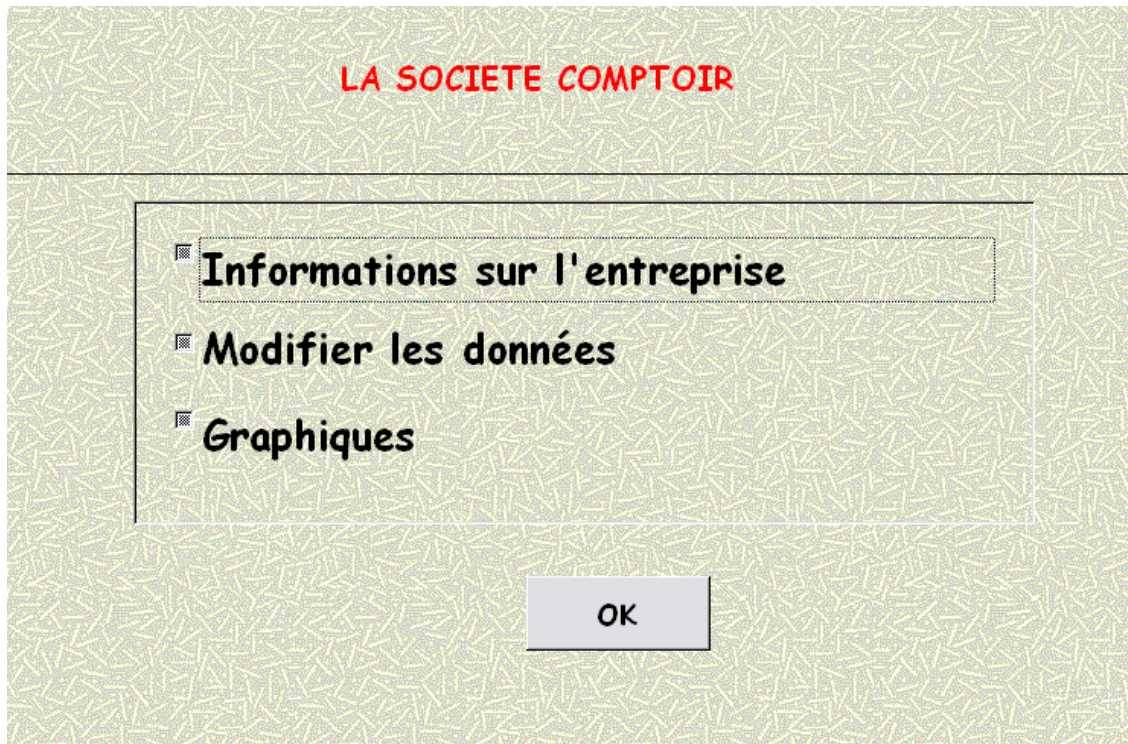 LA SOCIETE COMPTOIR
Informations sur l'entreprise
Modifier les données
Graphiques
OK